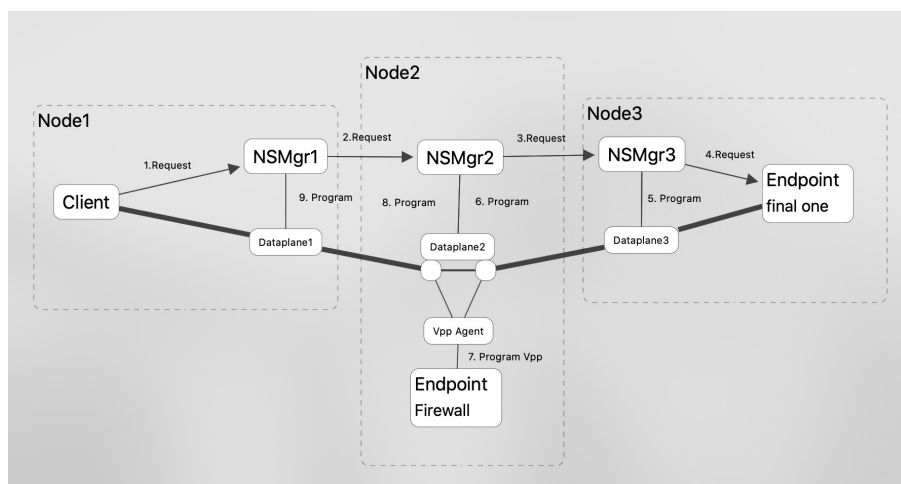 Node1
Node2
Node3
1.Request
2.Request
3.Request
4.Request
Client
NSMgr1
NSMgr2
NSMgr3
Endpoint
final one
9. Program
8. Program
6. Program
5. Program
Dataplane1
Dataplane2
Dataplane3
Vpp Agent
7. Program Vpp
Endpoint
Firewall